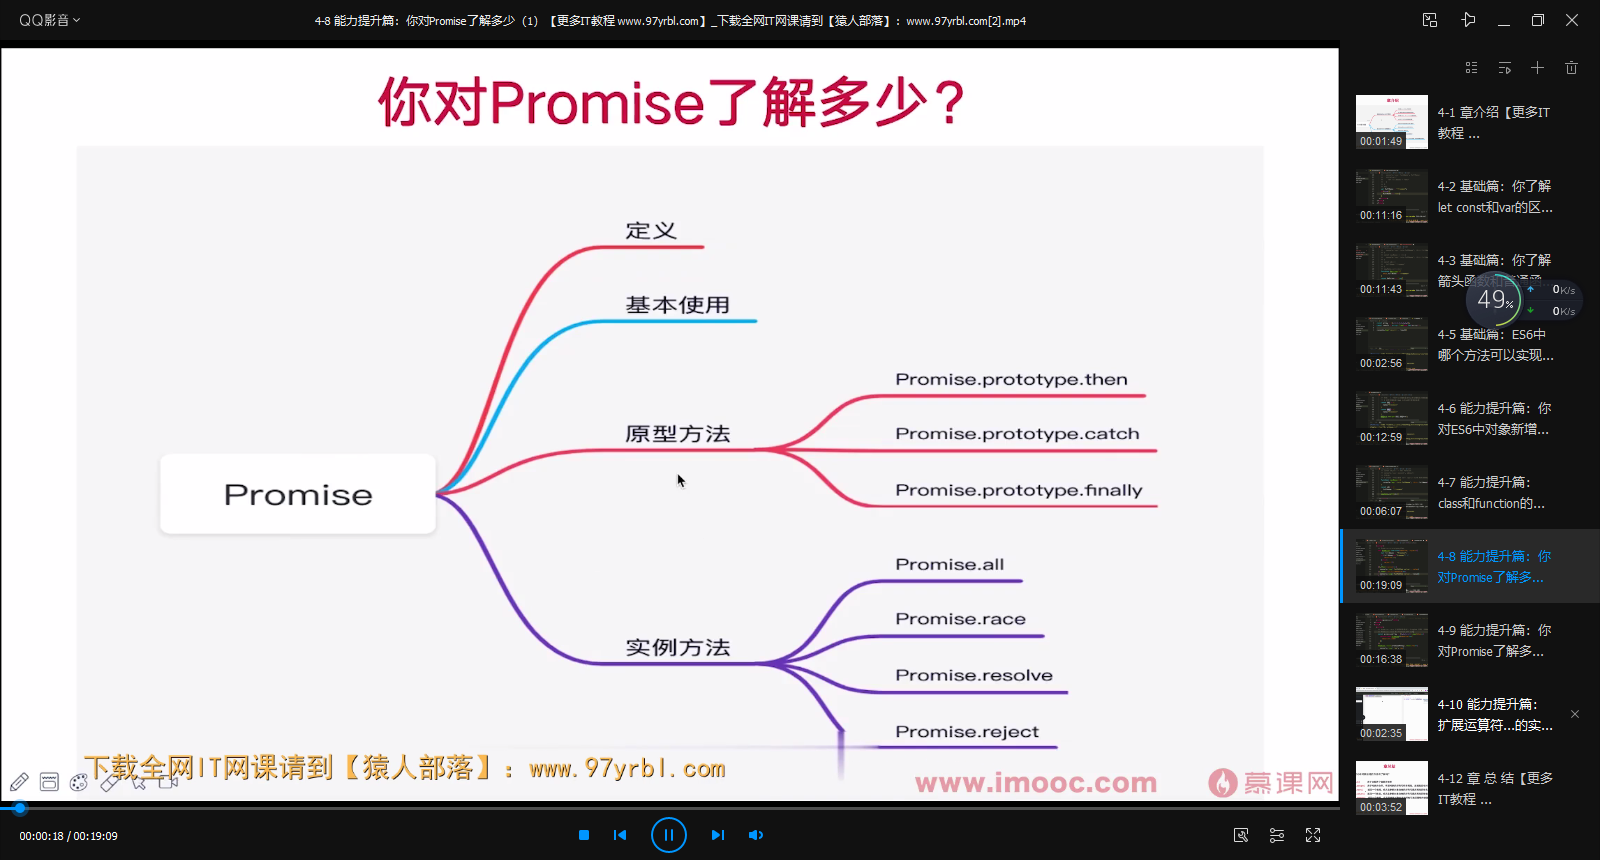 QQ影音
4-8 能力提升篇：你对Promise了解多少（1）【更多IT教程 www.97yrbl.com】_下载全网IT网课请到【猿人部落】：www.97yrbl.com[2].mp4
你对Promise了解多少？
定义
基本使用
Promise.prototype.then
原型方法
Promise.prototype.catch
Promise.prototype.finally
Promise
Promise.all
Promise.race
实例方法
Promise.resolve
Promise.reject
下载全网IT网课请到【猿人部落】：www.97yrbl.com
www.imooc.com
慕课网
00:00:18 / 00:19:09
4-1 章介绍【更多IT
教程 ...
00:01:49
4-2 基础篇：你了解
let const和var的区...
00:11:16
4-3 基础篇：你了解
箭头函数和普通函...
00:11:43
49%
0K/s
0K/s
4-5 基础篇：ES6中
哪个方法可以实现...
00:02:56
4-6 能力提升篇：你
对ES6中对象新增...
00:12:59
4-7 能力提升篇：
class和function的...
00:06:07
4-8 能力提升篇：你
对Promise了解多...
00:19:09
4-9 能力提升篇：你
对Promise了解多...
00:16:38
4-10 能力提升篇：
扩展运算符...的实...
00:02:35
4-12 章 总 结【更多
IT教程 ...
00:03:52